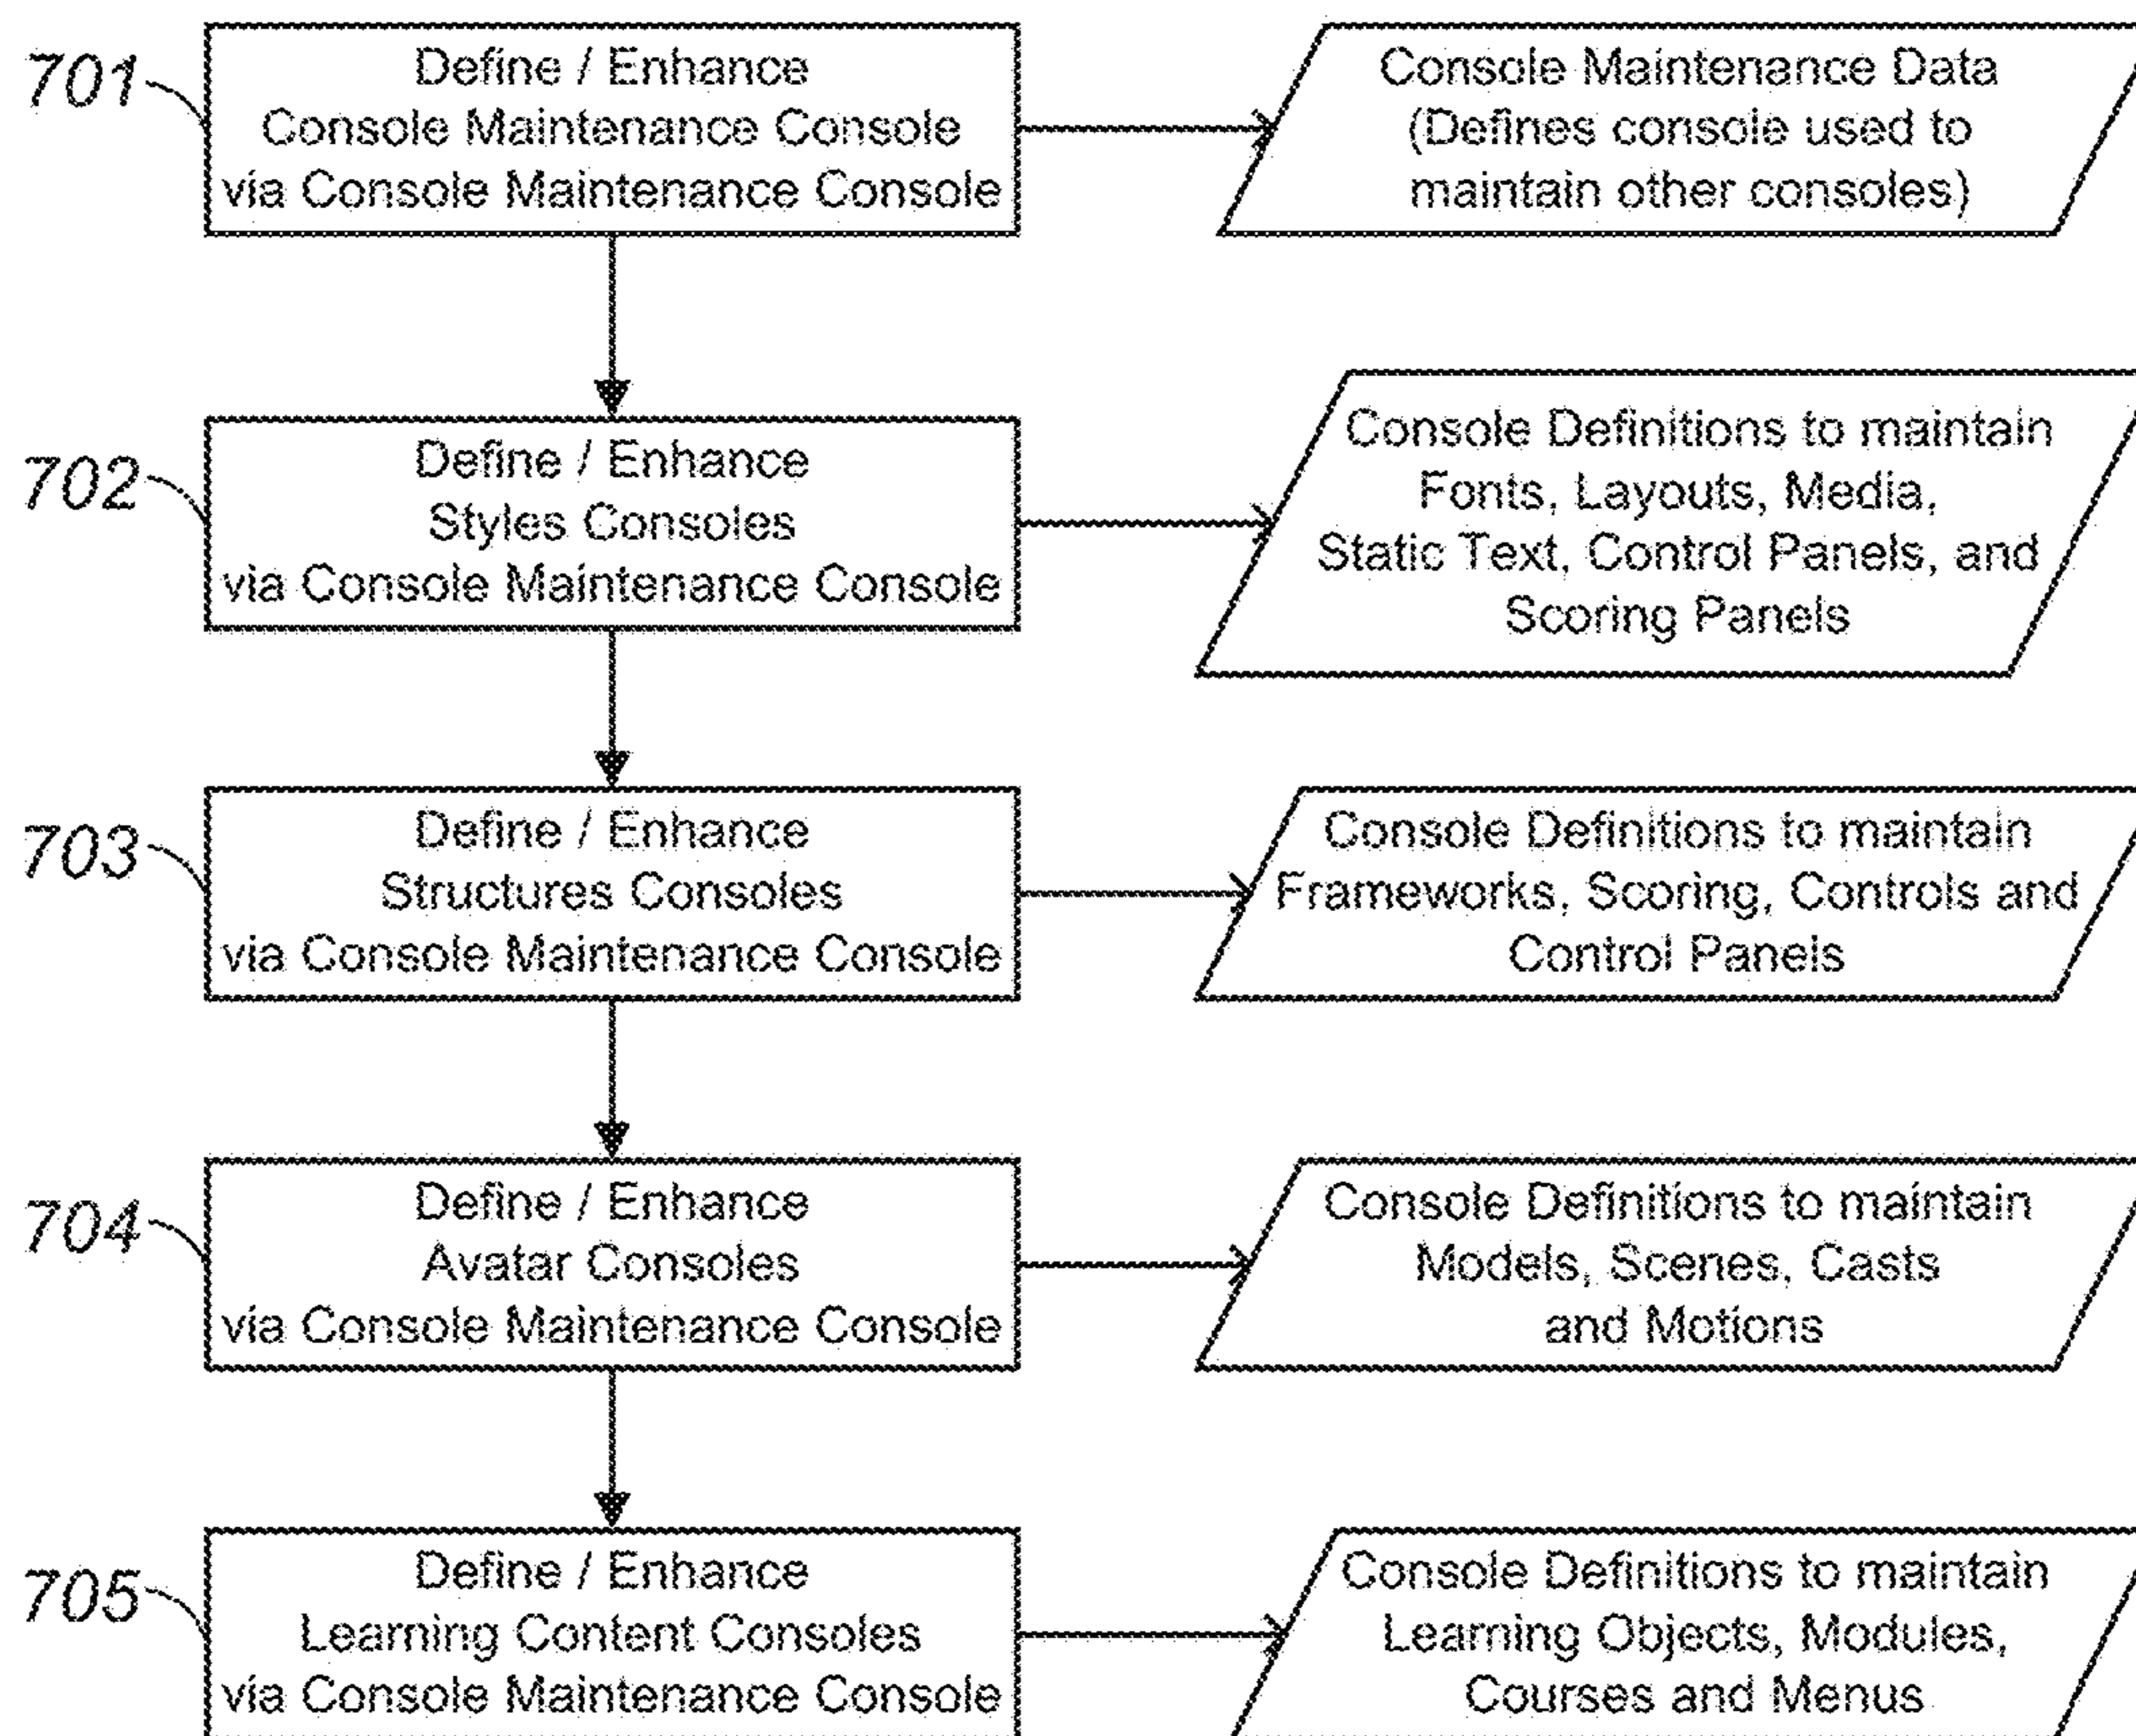 701
Define / Enhance
Console Maintenance Console
via Console Maintenance Console
Console Maintenance Data
(Defines console used to
maintain other consoles)
702
Define / Enhance
Styles Consoles
via Console Maintenance Console
Console Definitions to maintain
Fonts, Layouts, Media,
Static Text, Control Panels, and
Scoring Panels
703
Define / Enhance
Structures Consoles
via Console Maintenance Console
Console Definitions to maintain
Frameworks, Scoring, Controls and
Control Panels
704
Define / Enhance
Avatar Consoles
via Console Maintenance Console
Console Definitions to maintain
Models, Scenes, Casts
and Motions
705
Define / Enhance
Learning Content Consoles
via Console Maintenance Console
Console Definitions to maintain
Learning Objects, Modules,
Courses and Menus